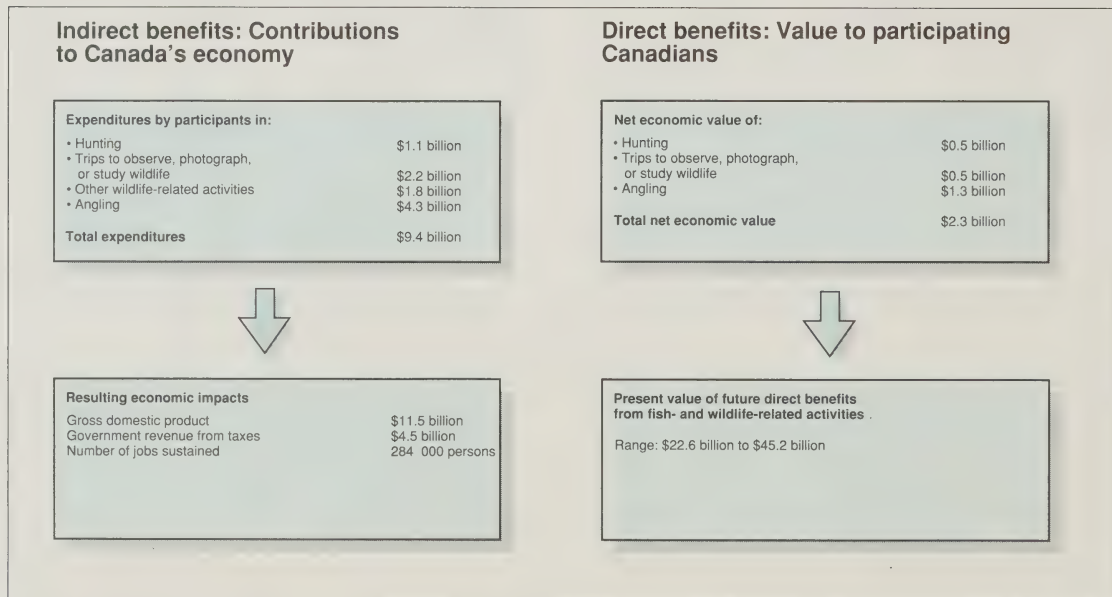 Indirect benefits: Contributions
to Canada's economy
Expenditures by participants in:
• Hunting $1.1 billion
• Trips to observe, photograph,
or study wildlife $2.2 billion
• Other wildlife-related activities $1.8 billion
• Angling $4.3 billion
Total expenditures $9.4 billion
Resulting economic impacts
Gross domestic product $11.5 billion
Government revenue from taxes $4.5 billion
Number of jobs sustained 284 000 persons
Direct benefits: Value to participating
Canadians
Net economic value of:
• Hunting $0.5 billion
• Trips to observe, photograph,
or study wildlife $0.5 billion
• Angling $1.3 billion
Total net economic value $2.3 billion
Present value of future direct benefits
from fish- and wildlife-related activities
Range: $22.6 billion to $45.2 billion